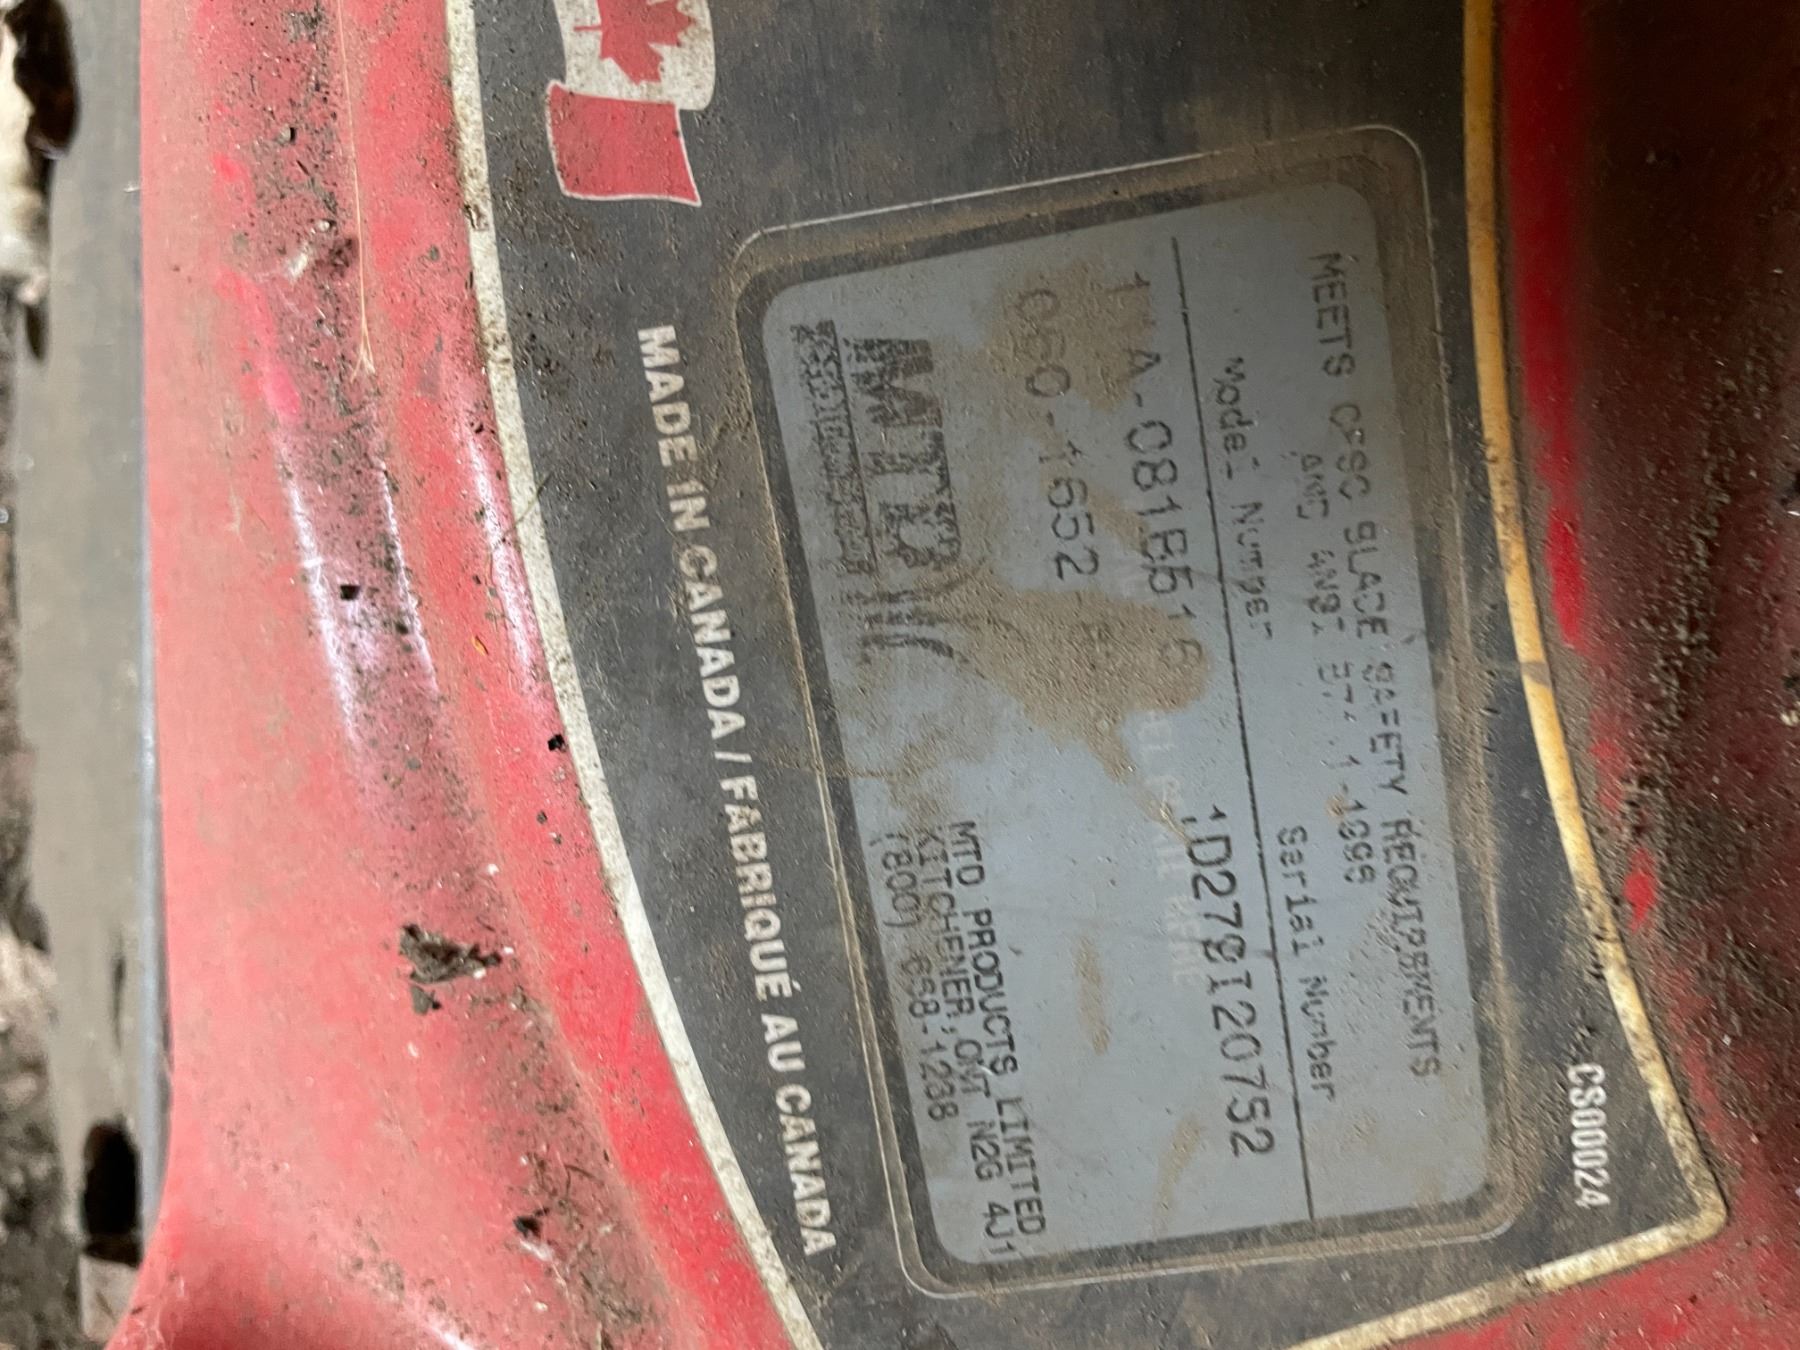 MEETS CPSC BLADE SAFETY REQUIREMENTS
AND ANSI B71.1-1996
Model Number Serial Number
1D279I20752
MTD
MTD PRODUCTS LIMITED
KITCHENER, ONT N2G 4J1
(800) 668-1238
MADE IN CANADA / FABRIQUÉ AU CANADA
CS00024